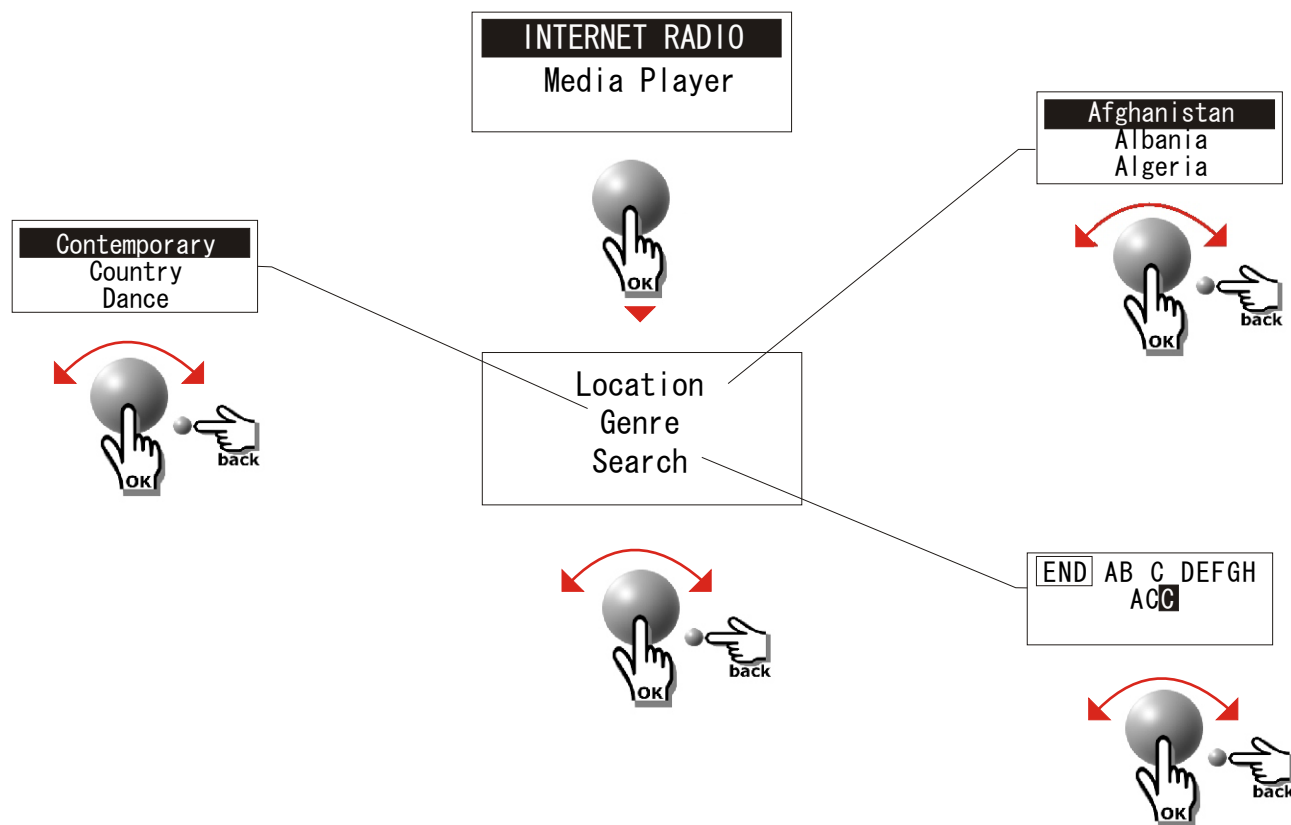 INTERNET RADIO
Media Player
OK
Afghanistan
Albania
Algeria
OK
back
Contemporary
Country
Dance
OK
back
Location
Genre
Search
OK
back
END AB C DEFGH
ACC
OK
back